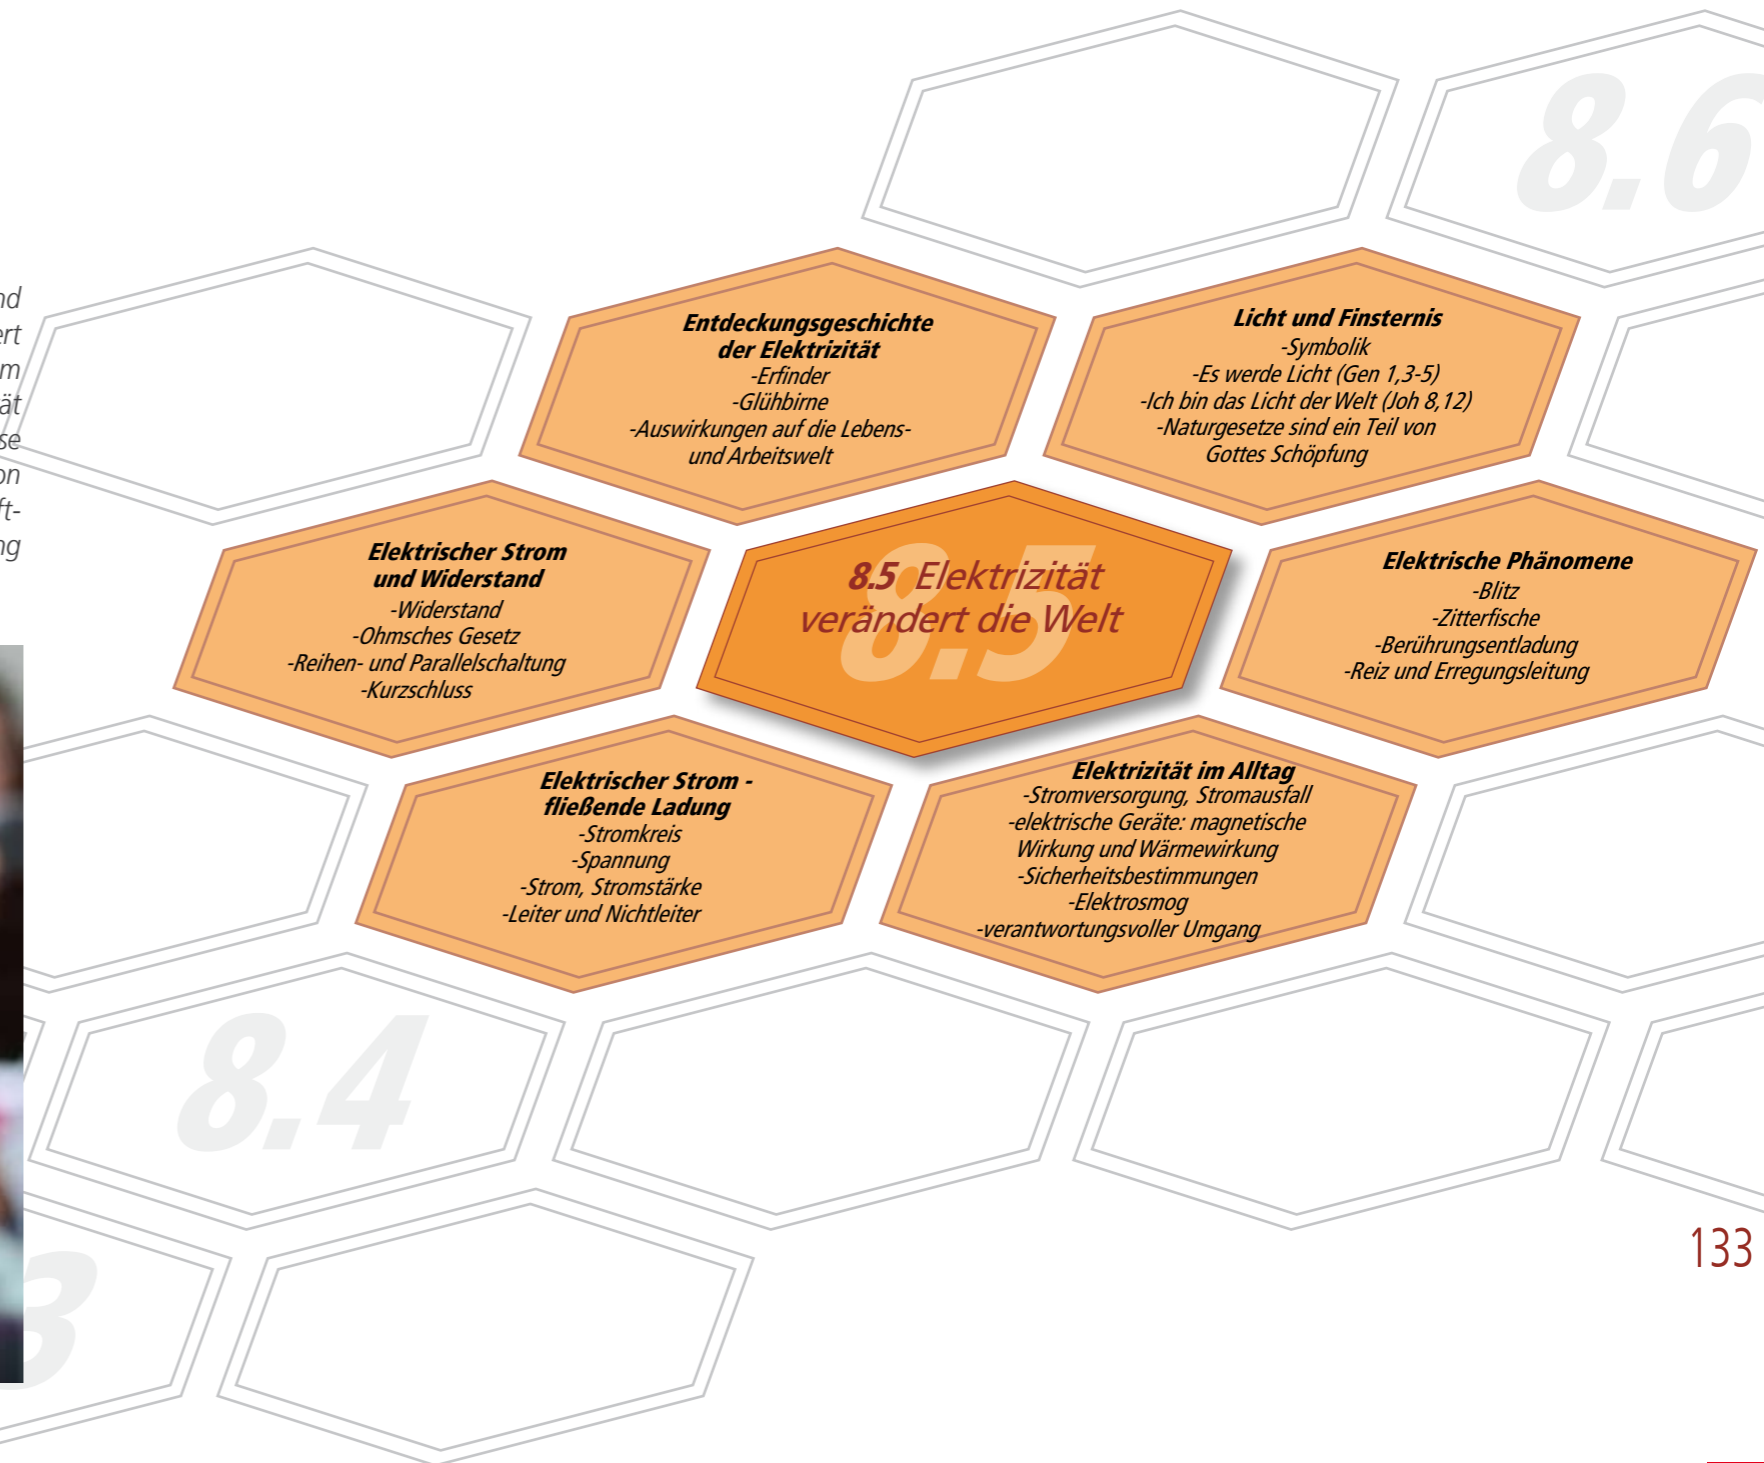 8.6
Entdeckungsgeschichte
der Elektrizität
-Erfinder
-Glühbirne
-Auswirkungen auf die Lebens-
und Arbeitswelt
Licht und Finsternis
-Symbolik
-Es werde Licht (Gen 1,3-5)
-Ich bin das Licht der Welt (Joh 8,12)
-Naturgesetze sind ein Teil von
Gottes Schöpfung
Elektrischer Strom
und Widerstand
-Widerstand
-Ohmsches Gesetz
-Reihen- und Parallelschaltung
-Kurzschluss
8.5
8.5 Elektrizität
verändert die Welt
Elektrische Phänomene
-Blitz
-Zitterfische
-Berührungsentladung
-Reiz und Erregungsleitung
Elektrischer Strom -
fließende Ladung
-Stromkreis
-Spannung
-Strom, Stromstärke
-Leiter und Nichtleiter
Elektrizität im Alltag
-Stromversorgung, Stromausfall
-elektrische Geräte: magnetische
Wirkung und Wärmewirkung
-Sicherheitsbestimmungen
-Elektrosmog
-verantwortungsvoller Umgang
8.4
3
133